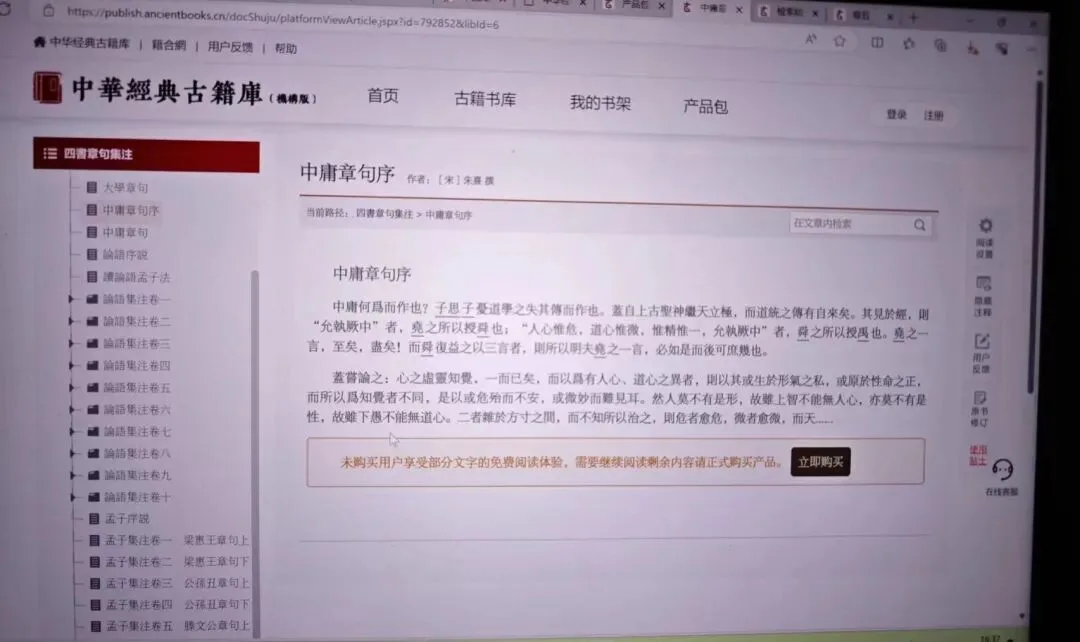 https://publish.ancientbooks.cn/docShuju/platformViewArticle.jspx?id=792852&libId=6
中华经典古籍库 | 籍合網 | 用户反馈 | 帮助
中華經典古籍庫（機構版）
首页 古籍书库 我的书架 产品包
登录 注册
四書章句集注
大學章句
中庸章句序
中庸章句
論語序說
讀論語孟子法
論語集注卷一
論語集注卷二
論語集注卷三
論語集注卷四
論語集注卷五
論語集注卷六
論語集注卷七
論語集注卷八
論語集注卷九
論語集注卷十
孟子序說
孟子集注卷一 梁惠王章句上
孟子集注卷二 梁惠王章句下
孟子集注卷三 公孫丑章句上
孟子集注卷四 公孫丑章句下
孟子集注卷五 滕文公章句上
中庸章句序 作者：［宋］朱熹 撰
当前路径：四書章句集注 > 中庸章句序
在文章内检索
中庸章句序
中庸何爲而作也？子思子憂道學之失其傳而作也。蓋自上古聖神繼天立極，而道統之傳有自來矣。其見於經，則
“允執厥中”者，堯之所以授舜也；“人心惟危，道心惟微，惟精惟一，允執厥中”者，舜之所以授禹也。堯之一
言，至矣，盡矣！而舜復益之以三言者，則所以明夫堯之一言，必如是而後可庶幾也。
蓋嘗論之：心之虛靈知覺，一而已矣，而以爲有人心、道心之異者，則以其或生於形氣之私，或原於性命之正，
而所以爲知覺者不同，是以或危殆而不安，或微妙而難見耳。然人莫不有是形，故雖上智不能無人心，亦莫不有是
性，故雖下愚不能無道心。二者雜於方寸之間，而不知所以治之，則危者愈危，微者愈微，而天……
未购买用户享受部分文字的免费阅读体验，需要继续阅读剩余内容请正式购买产品。 立即购买
阅读
设置
隐藏
注释
用户
反馈
原书
修订
使用
贴士
在线客服